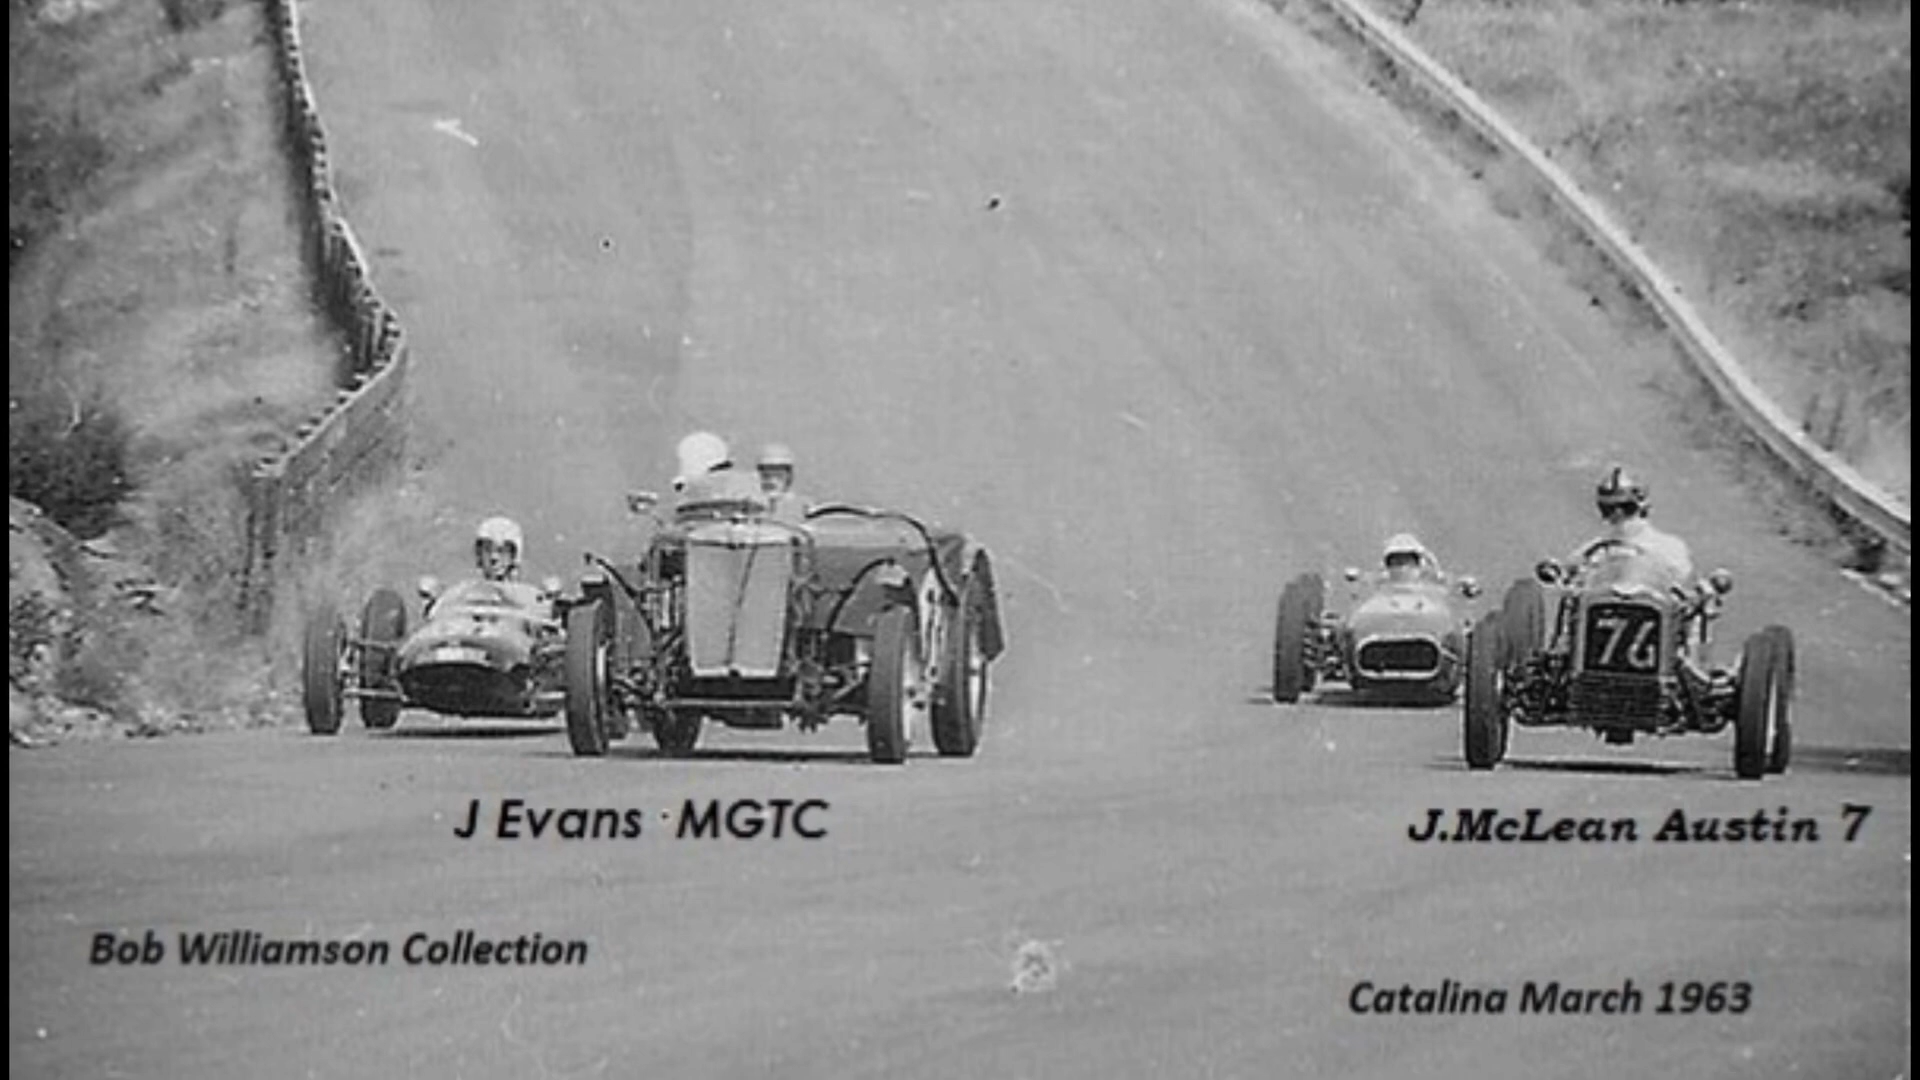 76
J Evans · MGTC
J.McLean Austin 7
Bob Williamson Collection
Catalina March 1963